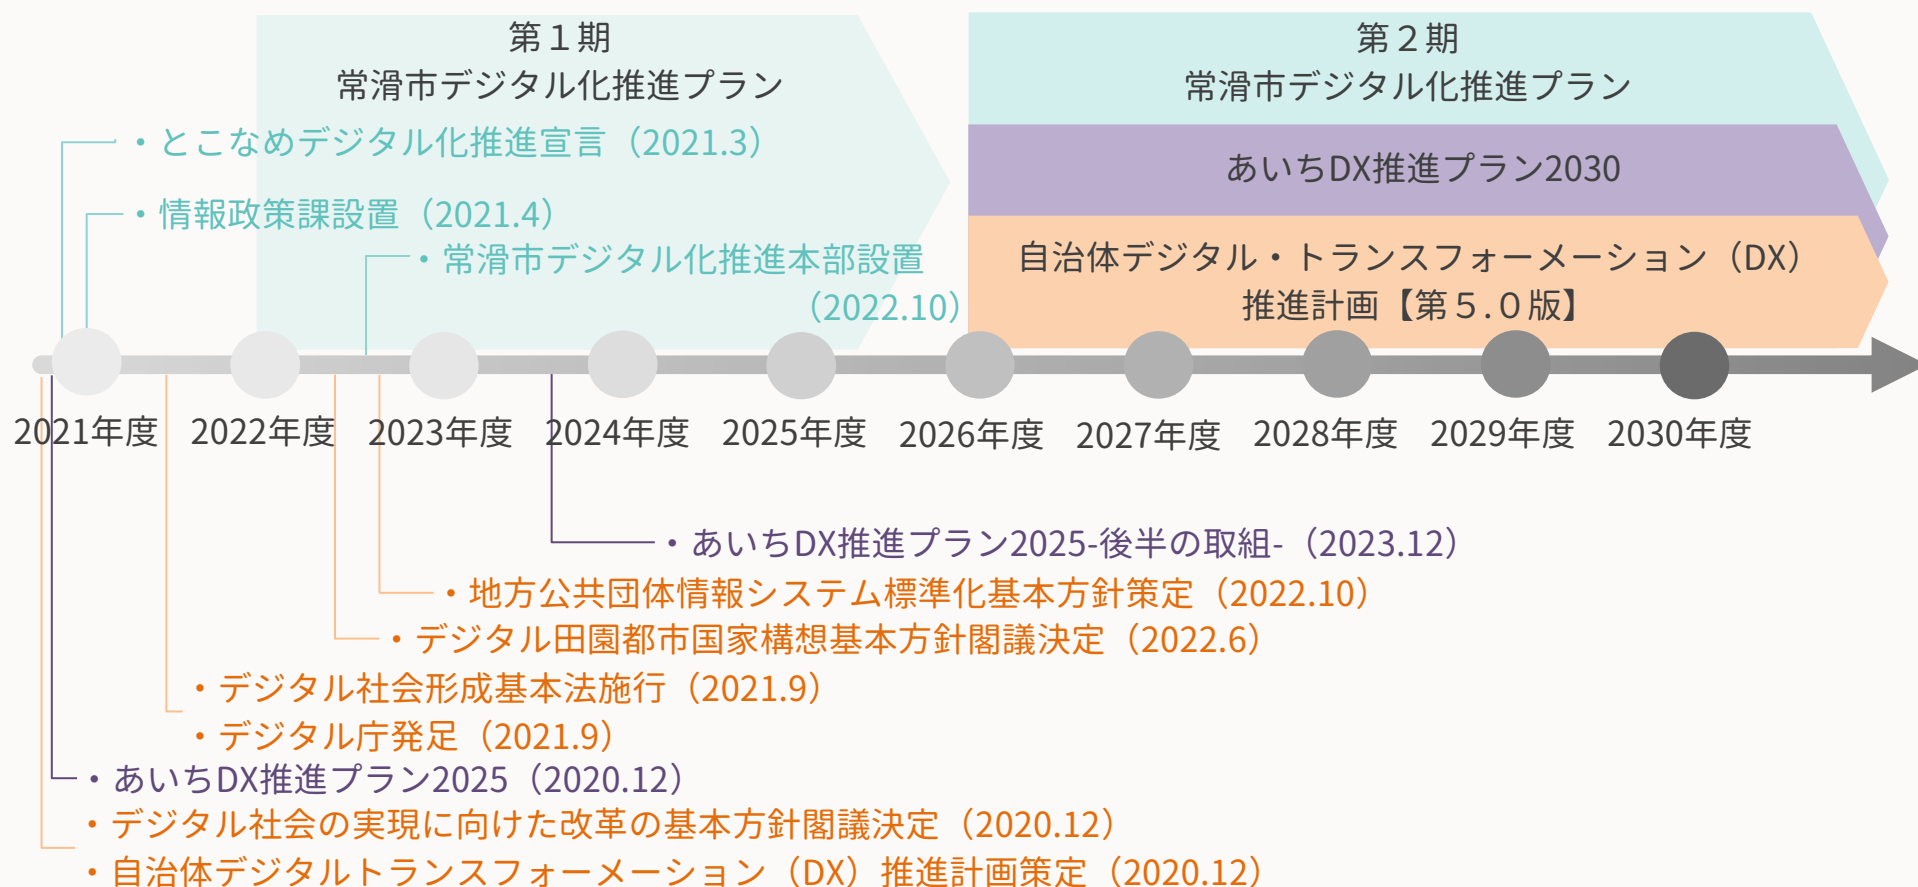 第１期
常滑市デジタル化推進プラン
第２期
常滑市デジタル化推進プラン
・とこなめデジタル化推進宣言（2021.3）
あいちDX推進プラン2030
・情報政策課設置（2021.4）
・常滑市デジタル化推進本部設置
（2022.10）
自治体デジタル・トランスフォーメーション（DX）
推進計画【第５.０版】
2021年度 2022年度 2023年度 2024年度 2025年度 2026年度 2027年度 2028年度 2029年度 2030年度
・あいちDX推進プラン2025-後半の取組-（2023.12）
・地方公共団体情報システム標準化基本方針策定（2022.10）
・デジタル田園都市国家構想基本方針閣議決定（2022.6）
・デジタル社会形成基本法施行（2021.9）
・デジタル庁発足（2021.9）
・あいちDX推進プラン2025（2020.12）
・デジタル社会の実現に向けた改革の基本方針閣議決定（2020.12）
・自治体デジタルトランスフォーメーション（DX）推進計画策定（2020.12）